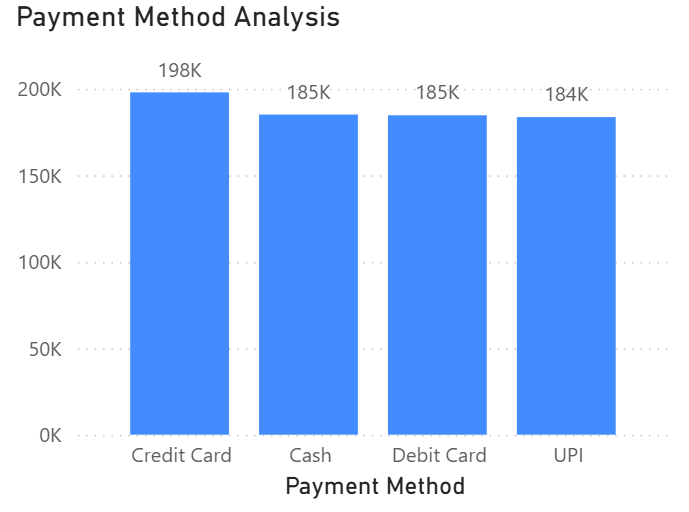 Payment Method Analysis
198K
185K 185K 184K
200K
150K
100K
50K
0K
Credit Card Cash Debit Card UPI
Payment Method